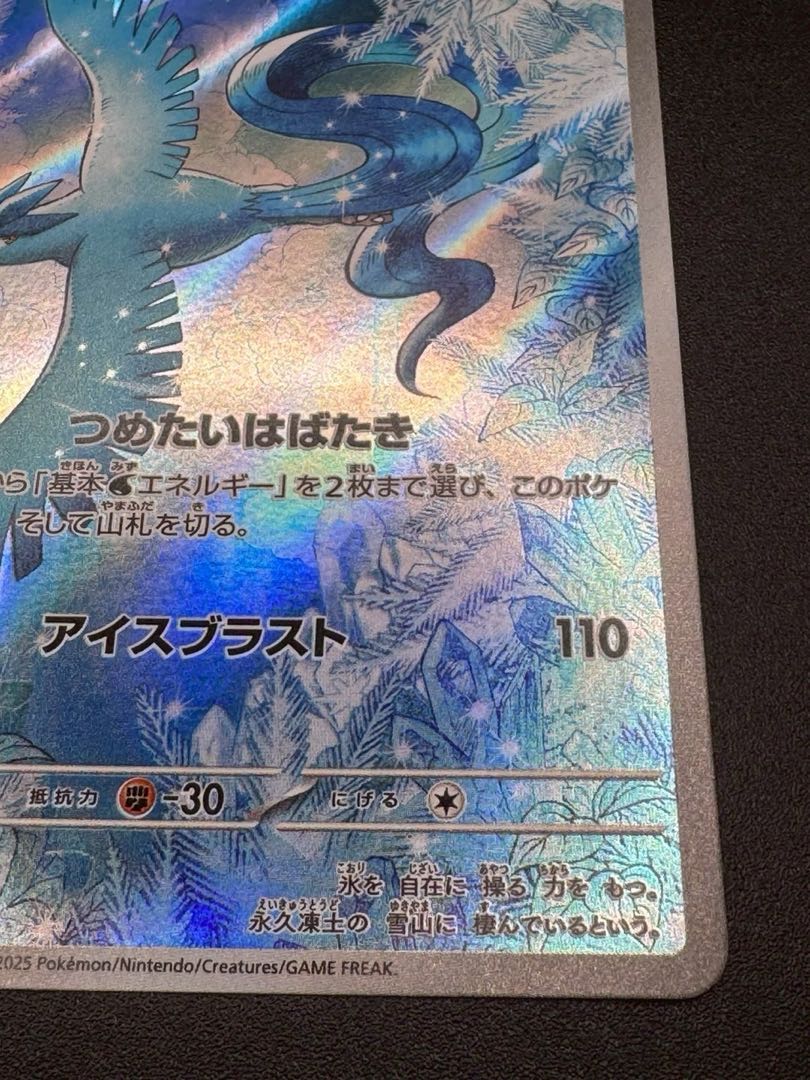 つめたいはばたき
ら「基本エネルギー」を2枚まで選び、このポケ
そして山札を切る。
アイスブラスト 110
抵抗力 -30 にげる
氷を 自在に 操る 力を もつ。
永久凍土の 雪山に 棲んでいるという。
2025 Pokémon/Nintendo/Creatures/GAME FREAK.